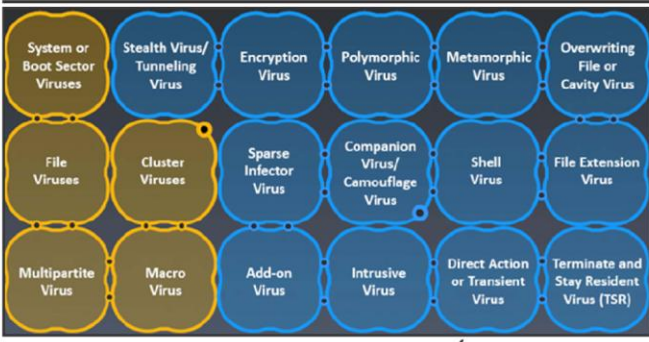 System or
Boot Sector
Viruses
Stealth Virus/
Tunneling
Virus
Encryption
Virus
Polymorphic
Virus
Metamorphic
Virus
Overwriting
File or
Cavity Virus
File
Viruses
Cluster
Viruses
Sparse
Infector
Virus
Companion
Virus/
Camouflage
Virus
Shell
Virus
File Extension
Virus
Multipartite
Virus
Macro
Virus
Add-on
Virus
Intrusive
Virus
Direct Action
or Transient
Virus
Terminate and
Stay Resident
Virus (TSR)